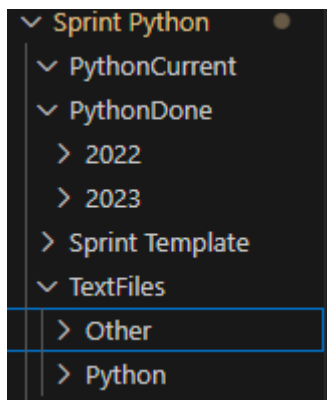 Sprint Python
PythonCurrent
PythonDone
2022
2023
Sprint Template
TextFiles
Other
Python